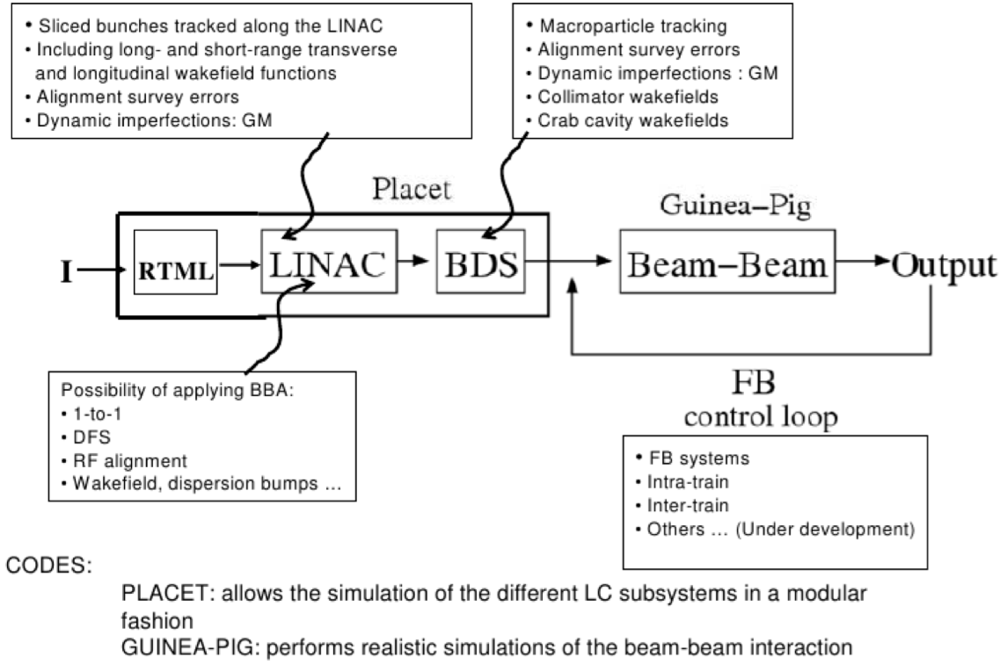 • Sliced bunches tracked along the LINAC
• Including long- and short-range transverse
and longitudinal wakefield functions
• Alignment survey errors
• Dynamic imperfections: GM
• Macroparticle tracking
• Alignment survey errors
• Dynamic imperfections : GM
• Collimator wakefields
• Crab cavity wakefields
Placet
Guinea–Pig
I
RTML
LINAC
BDS
Beam–Beam
Output
FB
control loop
Possibility of applying BBA:
• 1-to-1
• DFS
• RF alignment
• Wakefield, dispersion bumps ...
• FB systems
• Intra-train
• Inter-train
• Others ... (Under development)
CODES:
PLACET: allows the simulation of the different LC subsystems in a modular
fashion
GUINEA-PIG: performs realistic simulations of the beam-beam interaction